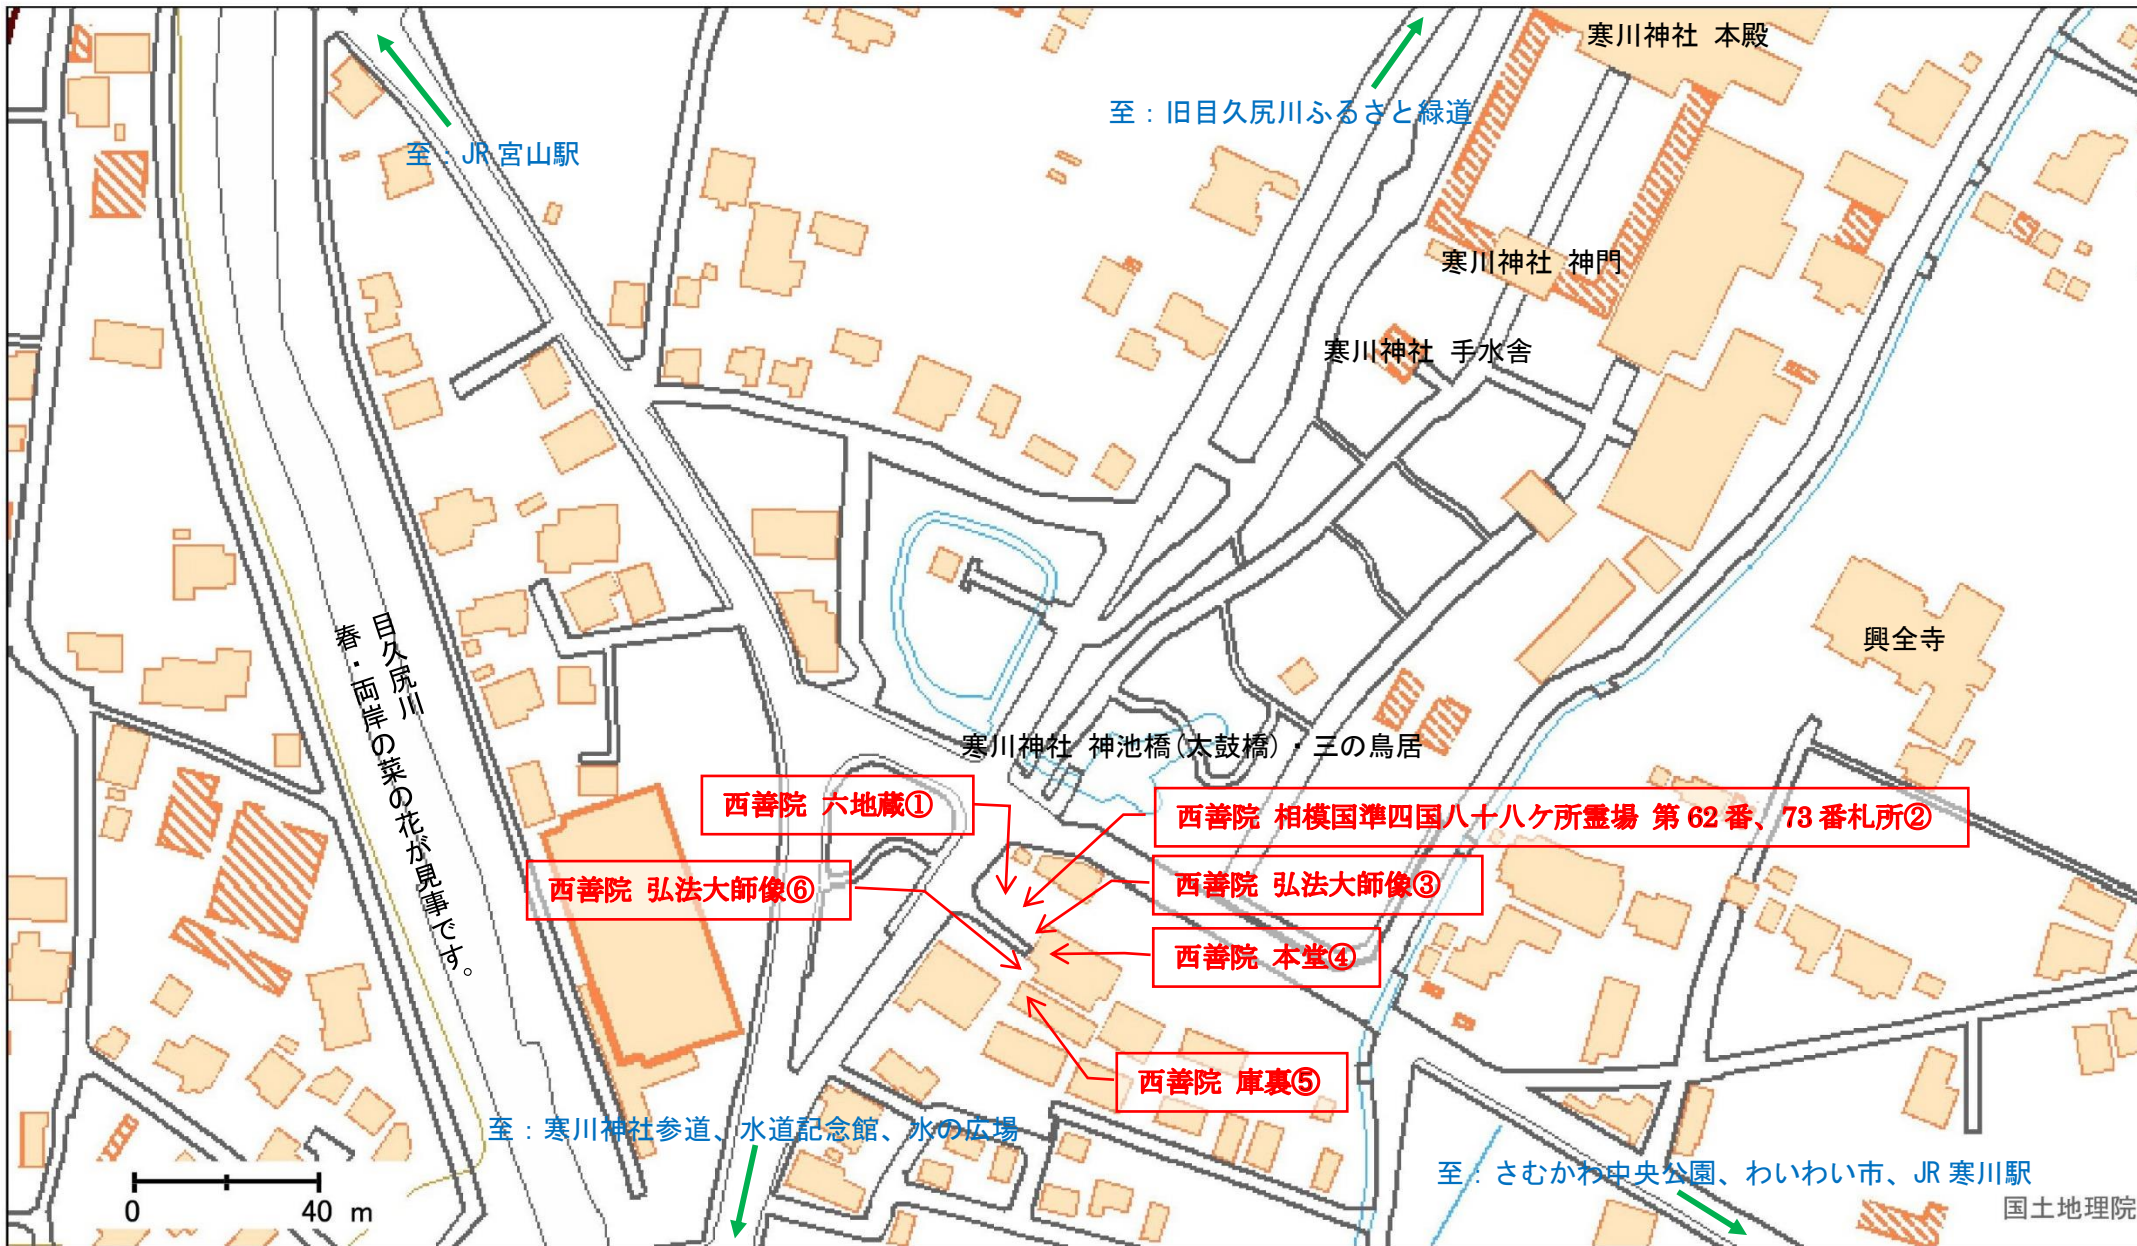 寒川神社 本殿
至：旧目久尻川ふるさと緑道
至：JR 宮山駅
寒川神社 神門
寒川神社 手水舎
興全寺
目久尻川
春・両岸の菜の花が見事です。
寒川神社 神池橋(太鼓橋)・三の鳥居
西善院 六地蔵①
西善院 相模国準四国八十八ケ所霊場 第 62 番、73 番札所②
西善院 弘法大師像⑥
西善院 弘法大師像③
西善院 本堂④
西善院 庫裏⑤
至：寒川神社参道、水道記念館、水の広場
至：さむかわ中央公園、わいわい市、JR 寒川駅
0 40 m
国土地理院